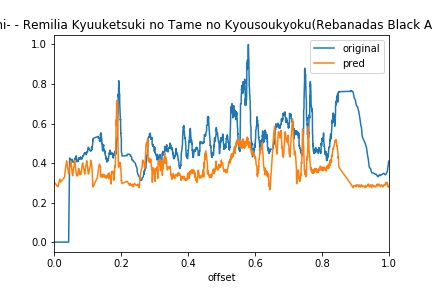 ni- - Remilia Kyuuketsuki no Tame no Kyousoukyoku(Rebanadas Black A
original
pred
1.0
0.8
0.6
0.4
0.2
0.0
0.0 0.2 0.4 0.6 0.8 1.0
offset